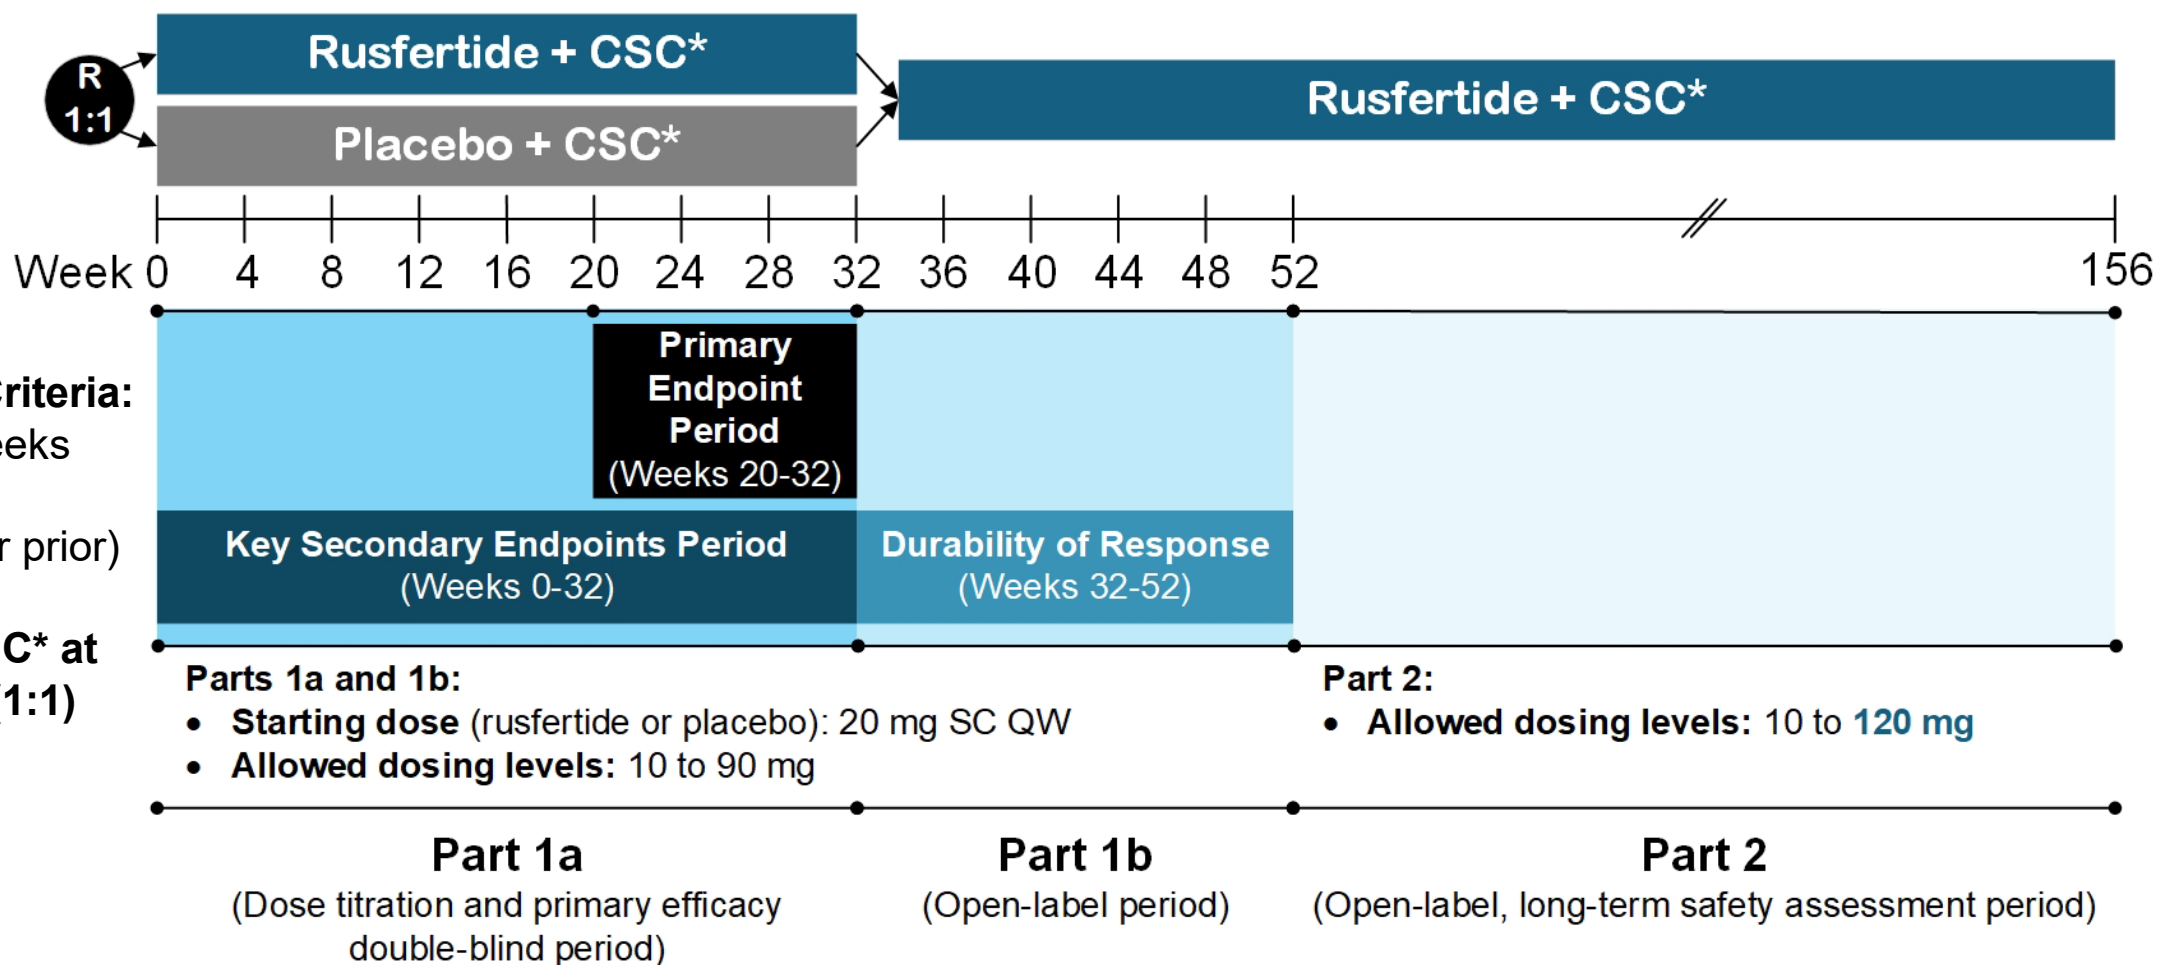 R
1:1
Rusfertide + CSC*
Placebo + CSC*
Rusfertide + CSC*
Week 0 4 8 12 16 20 24 28 32 36 40 44 48 52 156
Criteria:
eeks
r prior)
C* at
(1:1)
Primary
Endpoint
Period
(Weeks 20-32)
Key Secondary Endpoints Period
(Weeks 0-32)
Durability of Response
(Weeks 32-52)
Parts 1a and 1b:
• Starting dose (rusfertide or placebo): 20 mg SC QW
• Allowed dosing levels: 10 to 90 mg
Part 2:
• Allowed dosing levels: 10 to 120 mg
Part 1a
(Dose titration and primary efficacy
double-blind period)
Part 1b
(Open-label period)
Part 2
(Open-label, long-term safety assessment period)